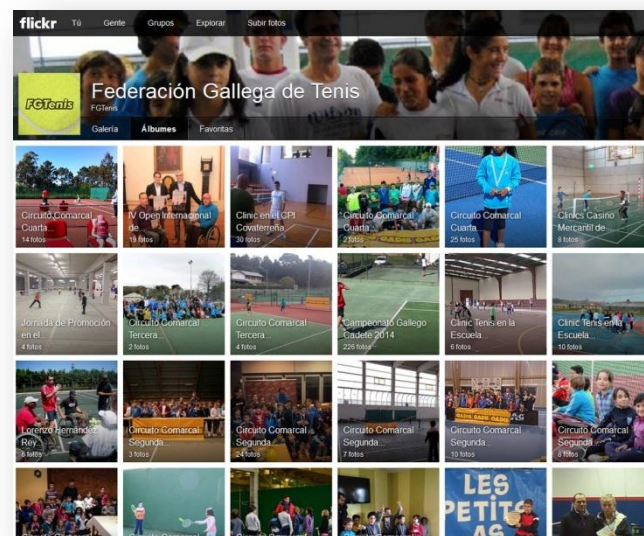 flickr Tú Gente Grupos Explorar Subir fotos
FGTenis
Federación Gallega de Tenis
FGTenis
Galería Álbumes Favoritas
Circuito Comarcal
Cuarta...
14 fotos
IV Open Internacional
de...
19 fotos
Clinic en el CPI
Covaterreña...
30 fotos
Circuito Comarcal
Cuarta...
2 fotos
Circuito Comarcal
Cuarta...
25 fotos
Clinics Casino
Mercantil de
8 fotos
Jornada de Promoción
en el...
4 fotos
Circuito Comarcal
Tercera...
2 fotos
Circuito Comarcal
Tercera...
4 fotos
Campeonato Gallego
Cadete 2014
226 fotos
Clinic Tenis en la
Escuela...
6 fotos
Clinic Tenis en la
Escuela...
10 fotos
Lorenzo Hernández
Rey...
6 fotos
Circuito Comarcal
Segunda...
3 fotos
Circuito Comarcal
Segunda...
24 fotos
Circuito Comarcal
Segunda...
7 fotos
Circuito Comarcal
Segunda...
10 fotos
Circuito Comarcal
Segunda...
8 fotos
LES
PETITS
AS